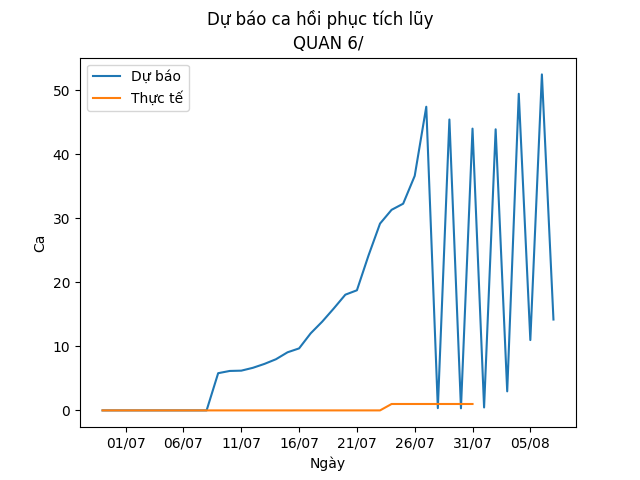 Dự báo ca hồi phục tích lũy
QUAN 6/
Dự báo
Thực tế
Ca
50
40
30
20
10
0
01/07
06/07
11/07
16/07
21/07
26/07
31/07
05/08
Ngày